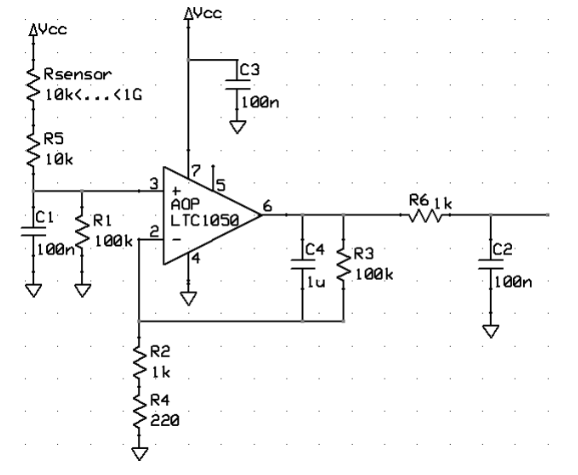 Vcc
Vcc
Rsensor
10k<...<1G
C3
100n
R5
10k
7
5
3
+
AOP
LTC1050
6
R6 1k
C1
100n
R1
100k
2
-
4
C4
1u
R3
100k
C2
100n
R2
1k
R4
220